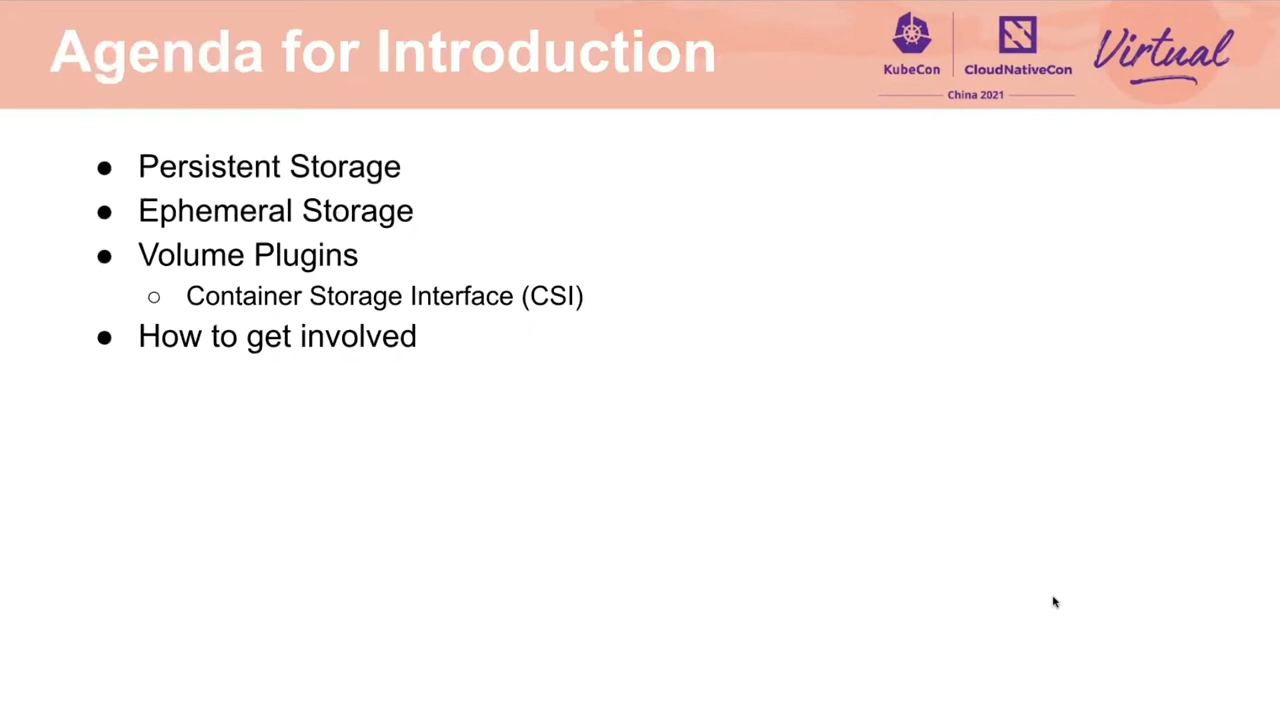 Agenda for Introduction
KubeCon
CloudNativeCon
China 2021
Virtual
● Persistent Storage
● Ephemeral Storage
● Volume Plugins
○ Container Storage Interface (CSI)
● How to get involved